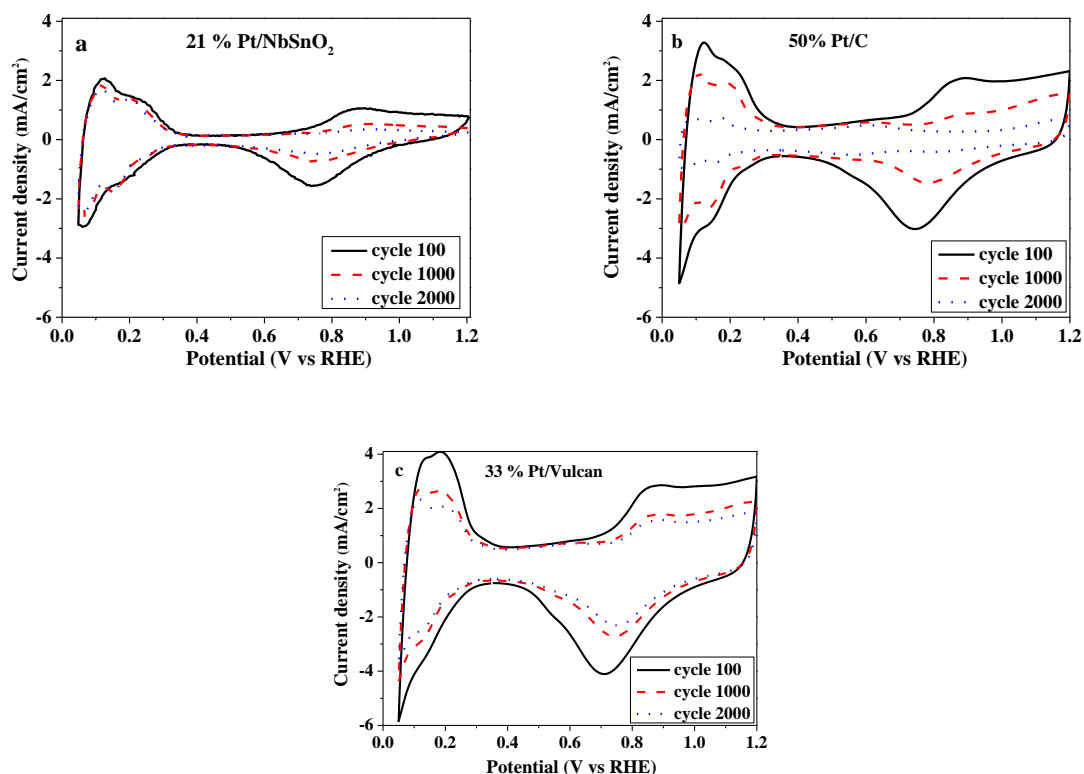 a
21 % Pt/NbSnO₂
4
2
0
-2
-4
-6
Current density (mA/cm²)
cycle 100
cycle 1000
cycle 2000
0.0 0.2 0.4 0.6 0.8 1.0 1.2
Potential (V vs RHE)
b
50% Pt/C
4
2
0
-2
-4
-6
Current density (mA/cm²)
cycle 100
cycle 1000
cycle 2000
0.0 0.2 0.4 0.6 0.8 1.0 1.2
Potential (V vs RHE)
c
33 % Pt/Vulcan
4
2
0
-2
-4
-6
Current density (mA/cm²)
cycle 100
cycle 1000
cycle 2000
0.0 0.2 0.4 0.6 0.8 1.0 1.2
Potential (V vs RHE)